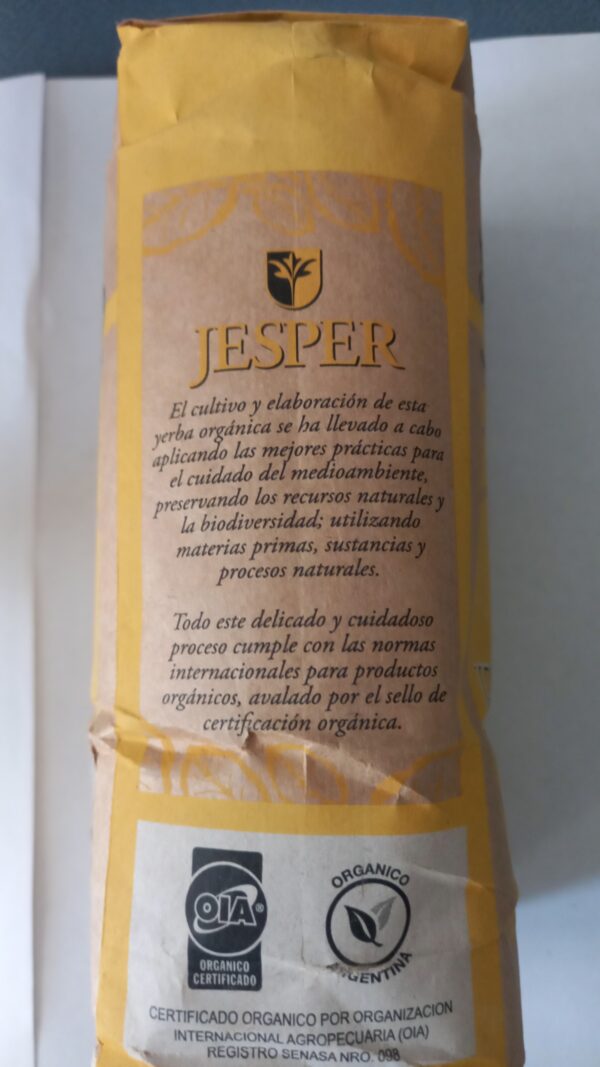 JESPER
El cultivo y elaboración de esta
yerba orgánica se ha llevado a cabo
aplicando las mejores prácticas para
el cuidado del medioambiente,
preservando los recursos naturales y
la biodiversidad; utilizando
materias primas, sustancias y
procesos naturales.
Todo este delicado y cuidadoso
proceso cumple con las normas
internacionales para productos
orgánicos, avalado por el sello de
certificación orgánica.
OIA®
ORGANICO
CERTIFICADO
ORGANICO
ARGENTINA
CERTIFICADO ORGANICO POR ORGANIZACION
INTERNACIONAL AGROPECUARIA (OIA)
REGISTRO SENASA NRO. 098